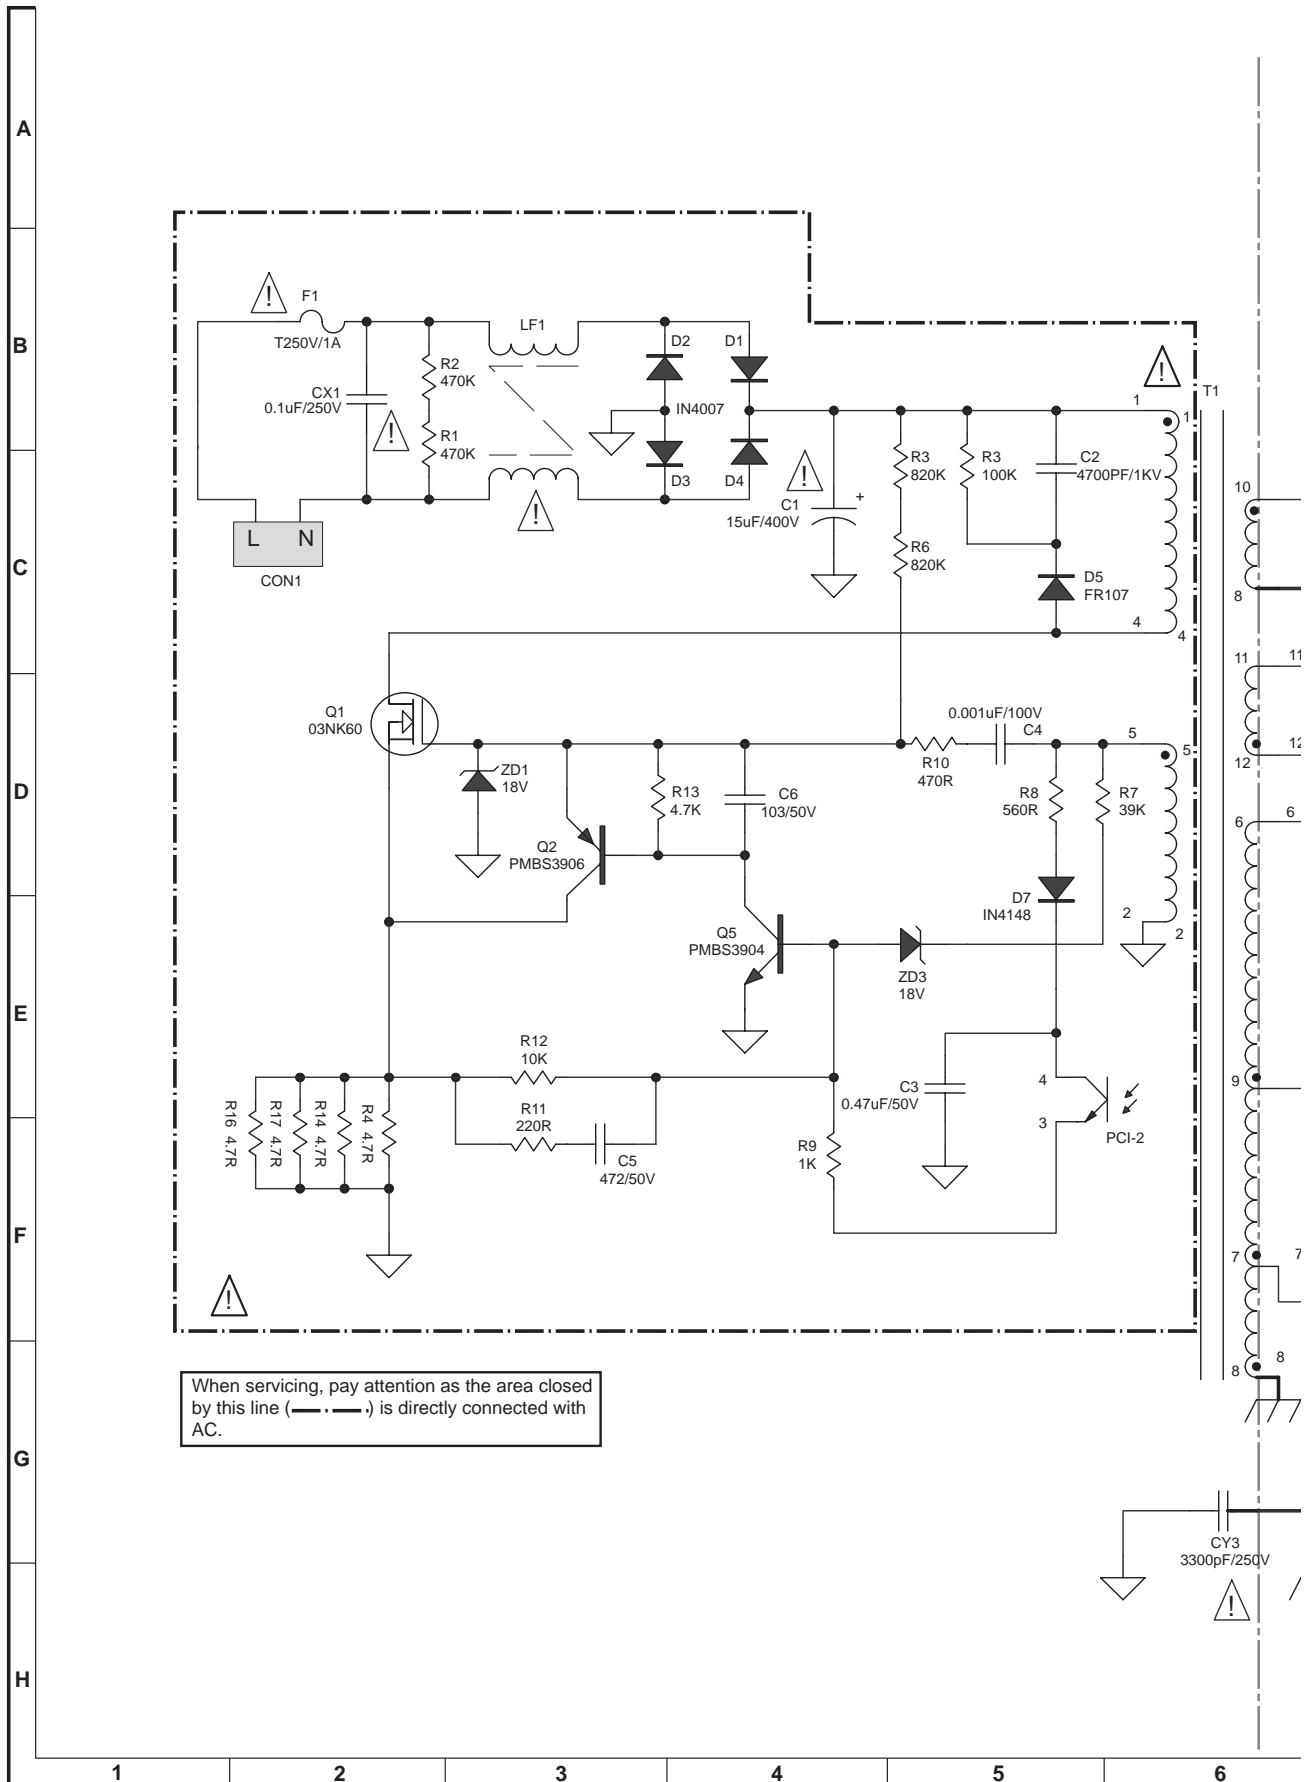 A
B
C
D
E
F
G
H
F1
T250V/1A
CX1
0.1uF/250V
R2
470K
R1
470K
LF1
D2
D1
IN4007
D3
D4
L N
CON1
C1
15uF/400V
+
R3
820K
R3
100K
C2
4700PF/1KV
R6
820K
D5
FR107
T1
1
1
4
4
10
8
11
11
12
12
Q1
03NK60
ZD1
18V
Q2
PMBS3906
R13
4.7K
C6
103/50V
0.001uF/100V
C4
R10
470R
R8
560R
R7
39K
5
5
D7
IN4148
2
2
6
6
Q5
PMBS3904
ZD3
18V
R12
10K
R11
220R
C5
472/50V
C3
0.47uF/50V
4
3
PCI-2
R9
1K
R16 4.7R
R17 4.7R
R14 4.7R
R4 4.7R
9
7
7
8
8
!
!
!
!
!
!
When servicing, pay attention as the area closed
by this line ( ) is directly connected with
AC.
CY3
3300pF/250V
!
1
2
3
4
5
6